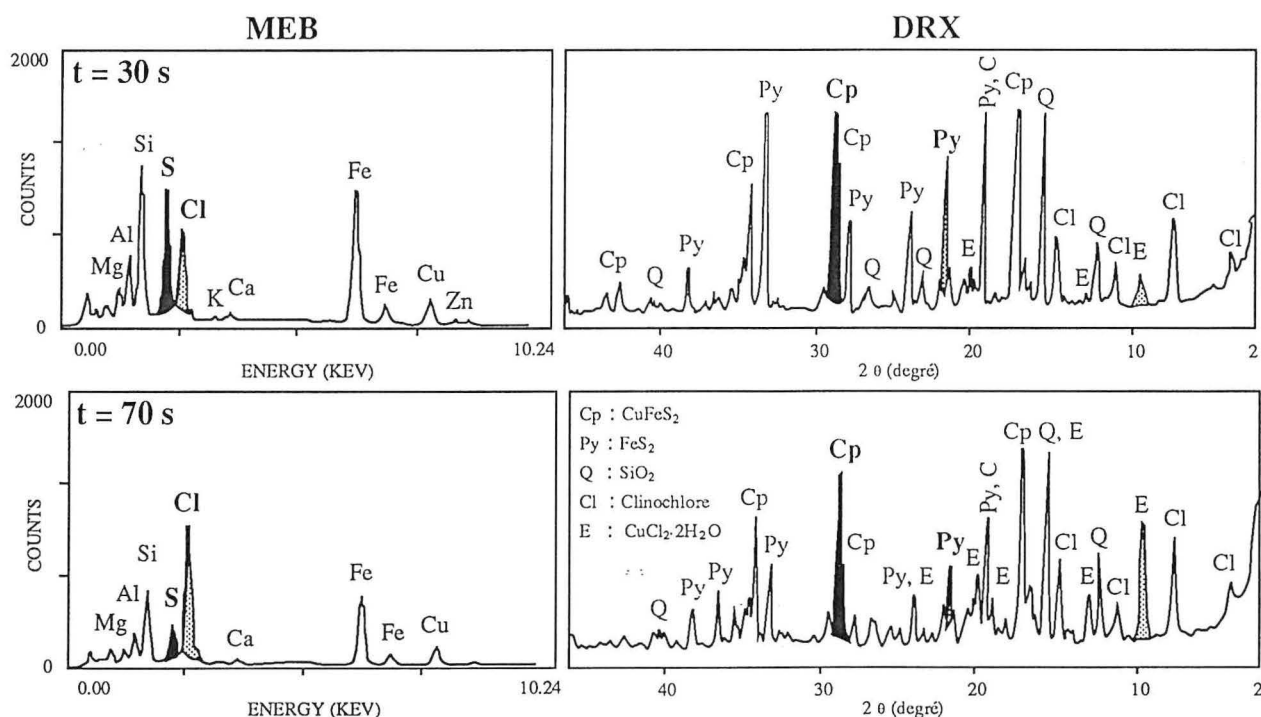 MEB
DRX
2000
t = 30 s
COUNTS
Mg
Al
Si
S
Cl
K
Ca
Fe
Fe
Cu
Zn
0
0.00
10.24
ENERGY (KEV)
Cp
Q
Py
Cp
Py
Cp
Cp
Py
Q
Py
Q
Py
E
Py, C
Cp
Q
Cl
E
Q
Cl
E
Cl
Cl
40
30
20
10
2
2 θ (degré)
2000
t = 70 s
COUNTS
Mg
Al
Si
S
Cl
Ca
Fe
Fe
Cu
0
0.00
10.24
ENERGY (KEV)
Cp : CuFeS₂
Py : FeS₂
Q : SiO₂
Cl : Clinochlore
E : CuCl₂·2H₂O
Q
Py
Py
Cp
Py
Cp
Cp
Py, E
Py
E
Py, C
E
Cp
Q, E
Cl
E
Q
Cl
E
Cl
Cl
40
30
20
10
2
2 θ (degré)